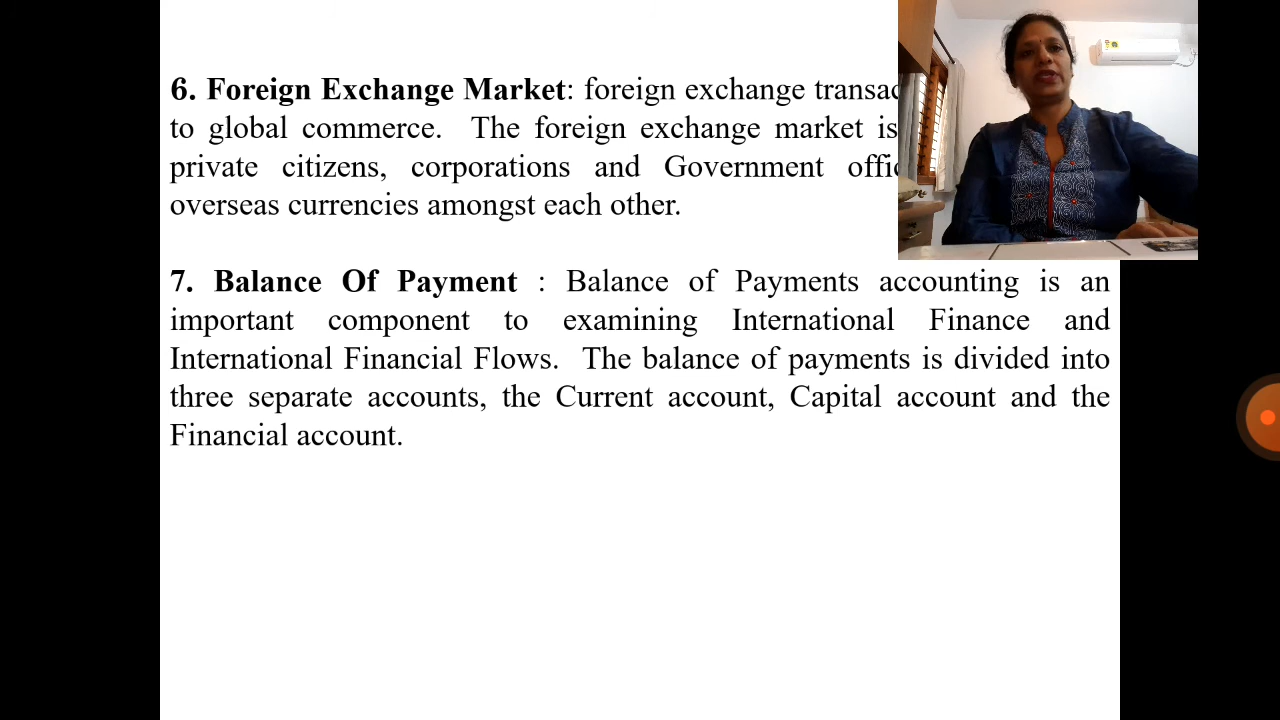 6. Foreign Exchange Market: foreign exchange
to global commerce.  The foreign exchange market is
private citizens, corporations and Government
overseas currencies amongst each other.
7. Balance Of Payment : Balance of Payments accounting is an
important component to examining International Finance and
International Financial Flows.  The balance of payments is divided into
three separate accounts, the Current account, Capital account and the
Financial account.